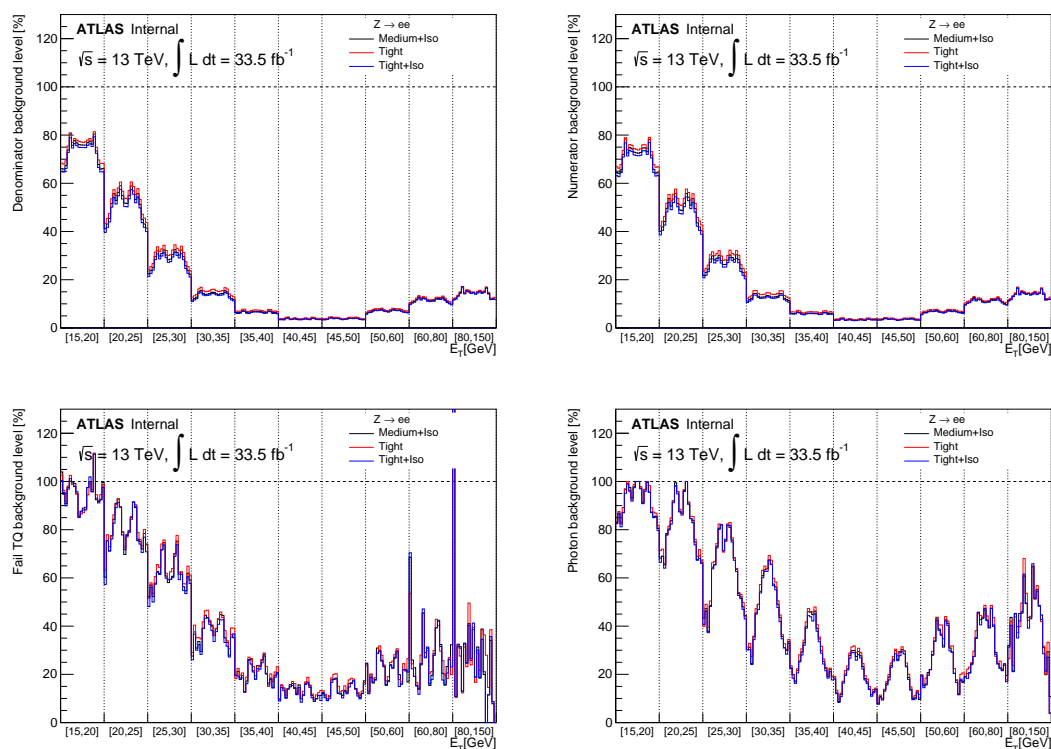 Denominator background level [%]
120
100
80
60
40
20
0
ATLAS Internal
√s = 13 TeV, ∫ L dt = 33.5 fb-1
Z → ee
Medium+Iso
Tight
Tight+Iso
[15,20] [20,25] [25,30] [30,35] [35,40] [40,45] [45,50] [50,60] [60,80] [80,150]
ET[GeV]
Numerator background level [%]
120
100
80
60
40
20
0
ATLAS Internal
√s = 13 TeV, ∫ L dt = 33.5 fb-1
Z → ee
Medium+Iso
Tight
Tight+Iso
[15,20] [20,25] [25,30] [30,35] [35,40] [40,45] [45,50] [50,60] [60,80] [80,150]
ET[GeV]
Fail TQ background level [%]
120
100
80
60
40
20
0
ATLAS Internal
√s = 13 TeV, ∫ L dt = 33.5 fb-1
Z → ee
Medium+Iso
Tight
Tight+Iso
[15,20] [20,25] [25,30] [30,35] [35,40] [40,45] [45,50] [50,60] [60,80] [80,150]
ET[GeV]
Photon background level [%]
120
100
80
60
40
20
0
ATLAS Internal
√s = 13 TeV, ∫ L dt = 33.5 fb-1
Z → ee
Medium+Iso
Tight
Tight+Iso
[15,20] [20,25] [25,30] [30,35] [35,40] [40,45] [45,50] [50,60] [60,80] [80,150]
ET[GeV]